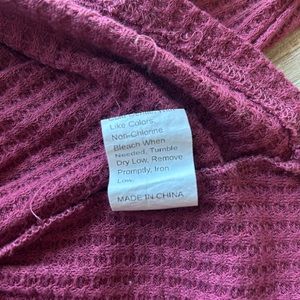 Like Colors,
Non-Chlorine
Bleach When
Needed, Tumble
Dry Low, Remove
Promptly, Iron
Low.
MADE IN CHINA